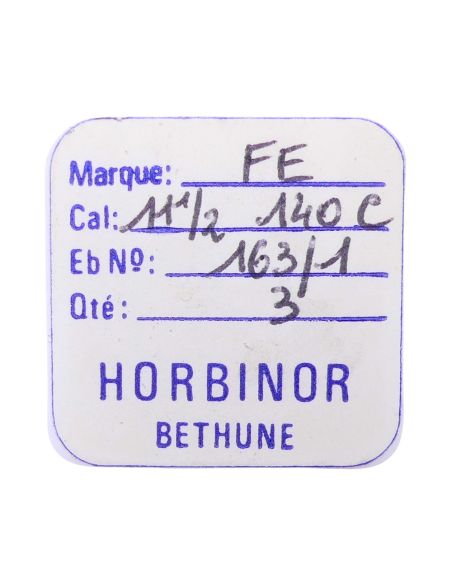 Marque: FE
Cal: 11 1/2 140 C
Eb Nº: 163/1
Qté: 3
HORBINOR
BETHUNE